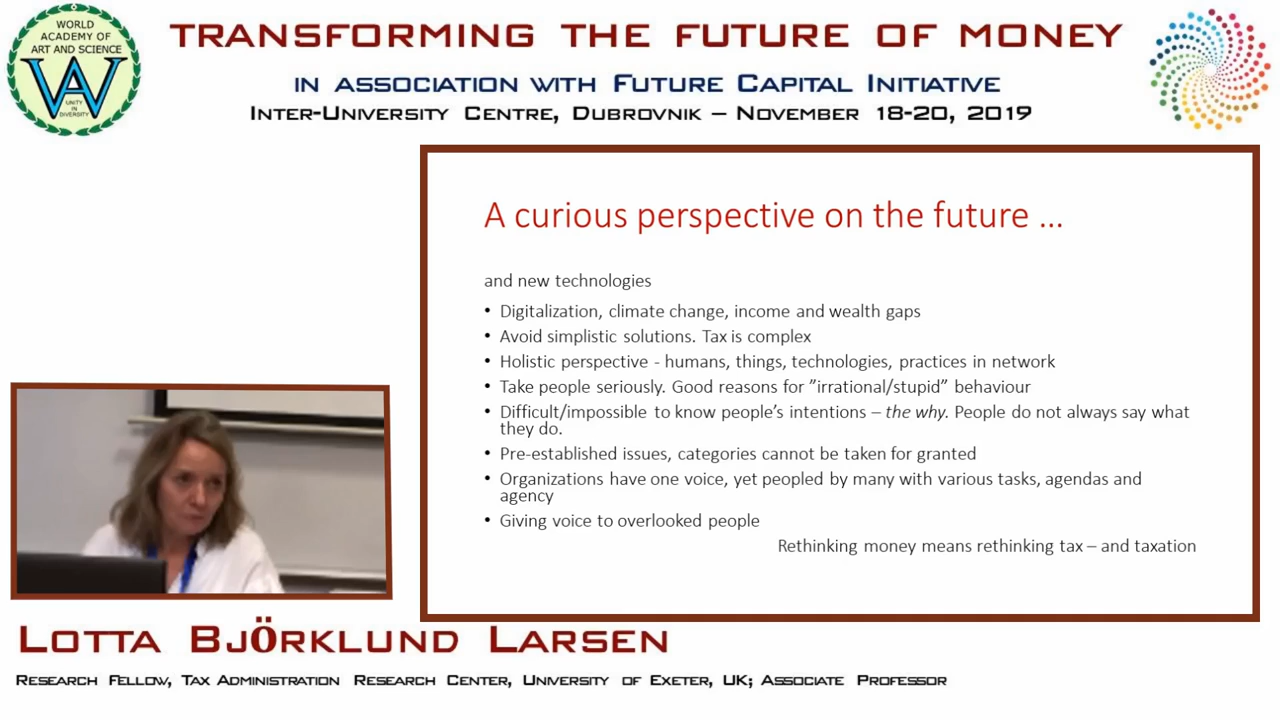 WORLD
ACADEMY OF
ART AND SCIENCE
UNITY
IN
DIVERSITY
TRANSFORMING THE FUTURE OF MONEY
IN ASSOCIATION WITH FUTURE CAPITAL INITIATIVE
INTER-UNIVERSITY CENTRE, DUBROVNIK – NOVEMBER 18-20, 2019
A curious perspective on the future ...
and new technologies
• Digitalization, climate change, income and wealth gaps
• Avoid simplistic solutions. Tax is complex
• Holistic perspective - humans, things, technologies, practices in network
• Take people seriously. Good reasons for ”irrational/stupid” behaviour
• Difficult/impossible to know people’s intentions – the why. People do not always say what
they do.
• Pre-established issues, categories cannot be taken for granted
• Organizations have one voice, yet peopled by many with various tasks, agendas and
agency
• Giving voice to overlooked people
Rethinking money means rethinking tax – and taxation
LOTTA BJÖRKLUND LARSEN
RESEARCH FELLOW, TAX ADMINISTRATION RESEARCH CENTER, UNIVERSITY OF EXETER, UK; ASSOCIATE PROFESSOR